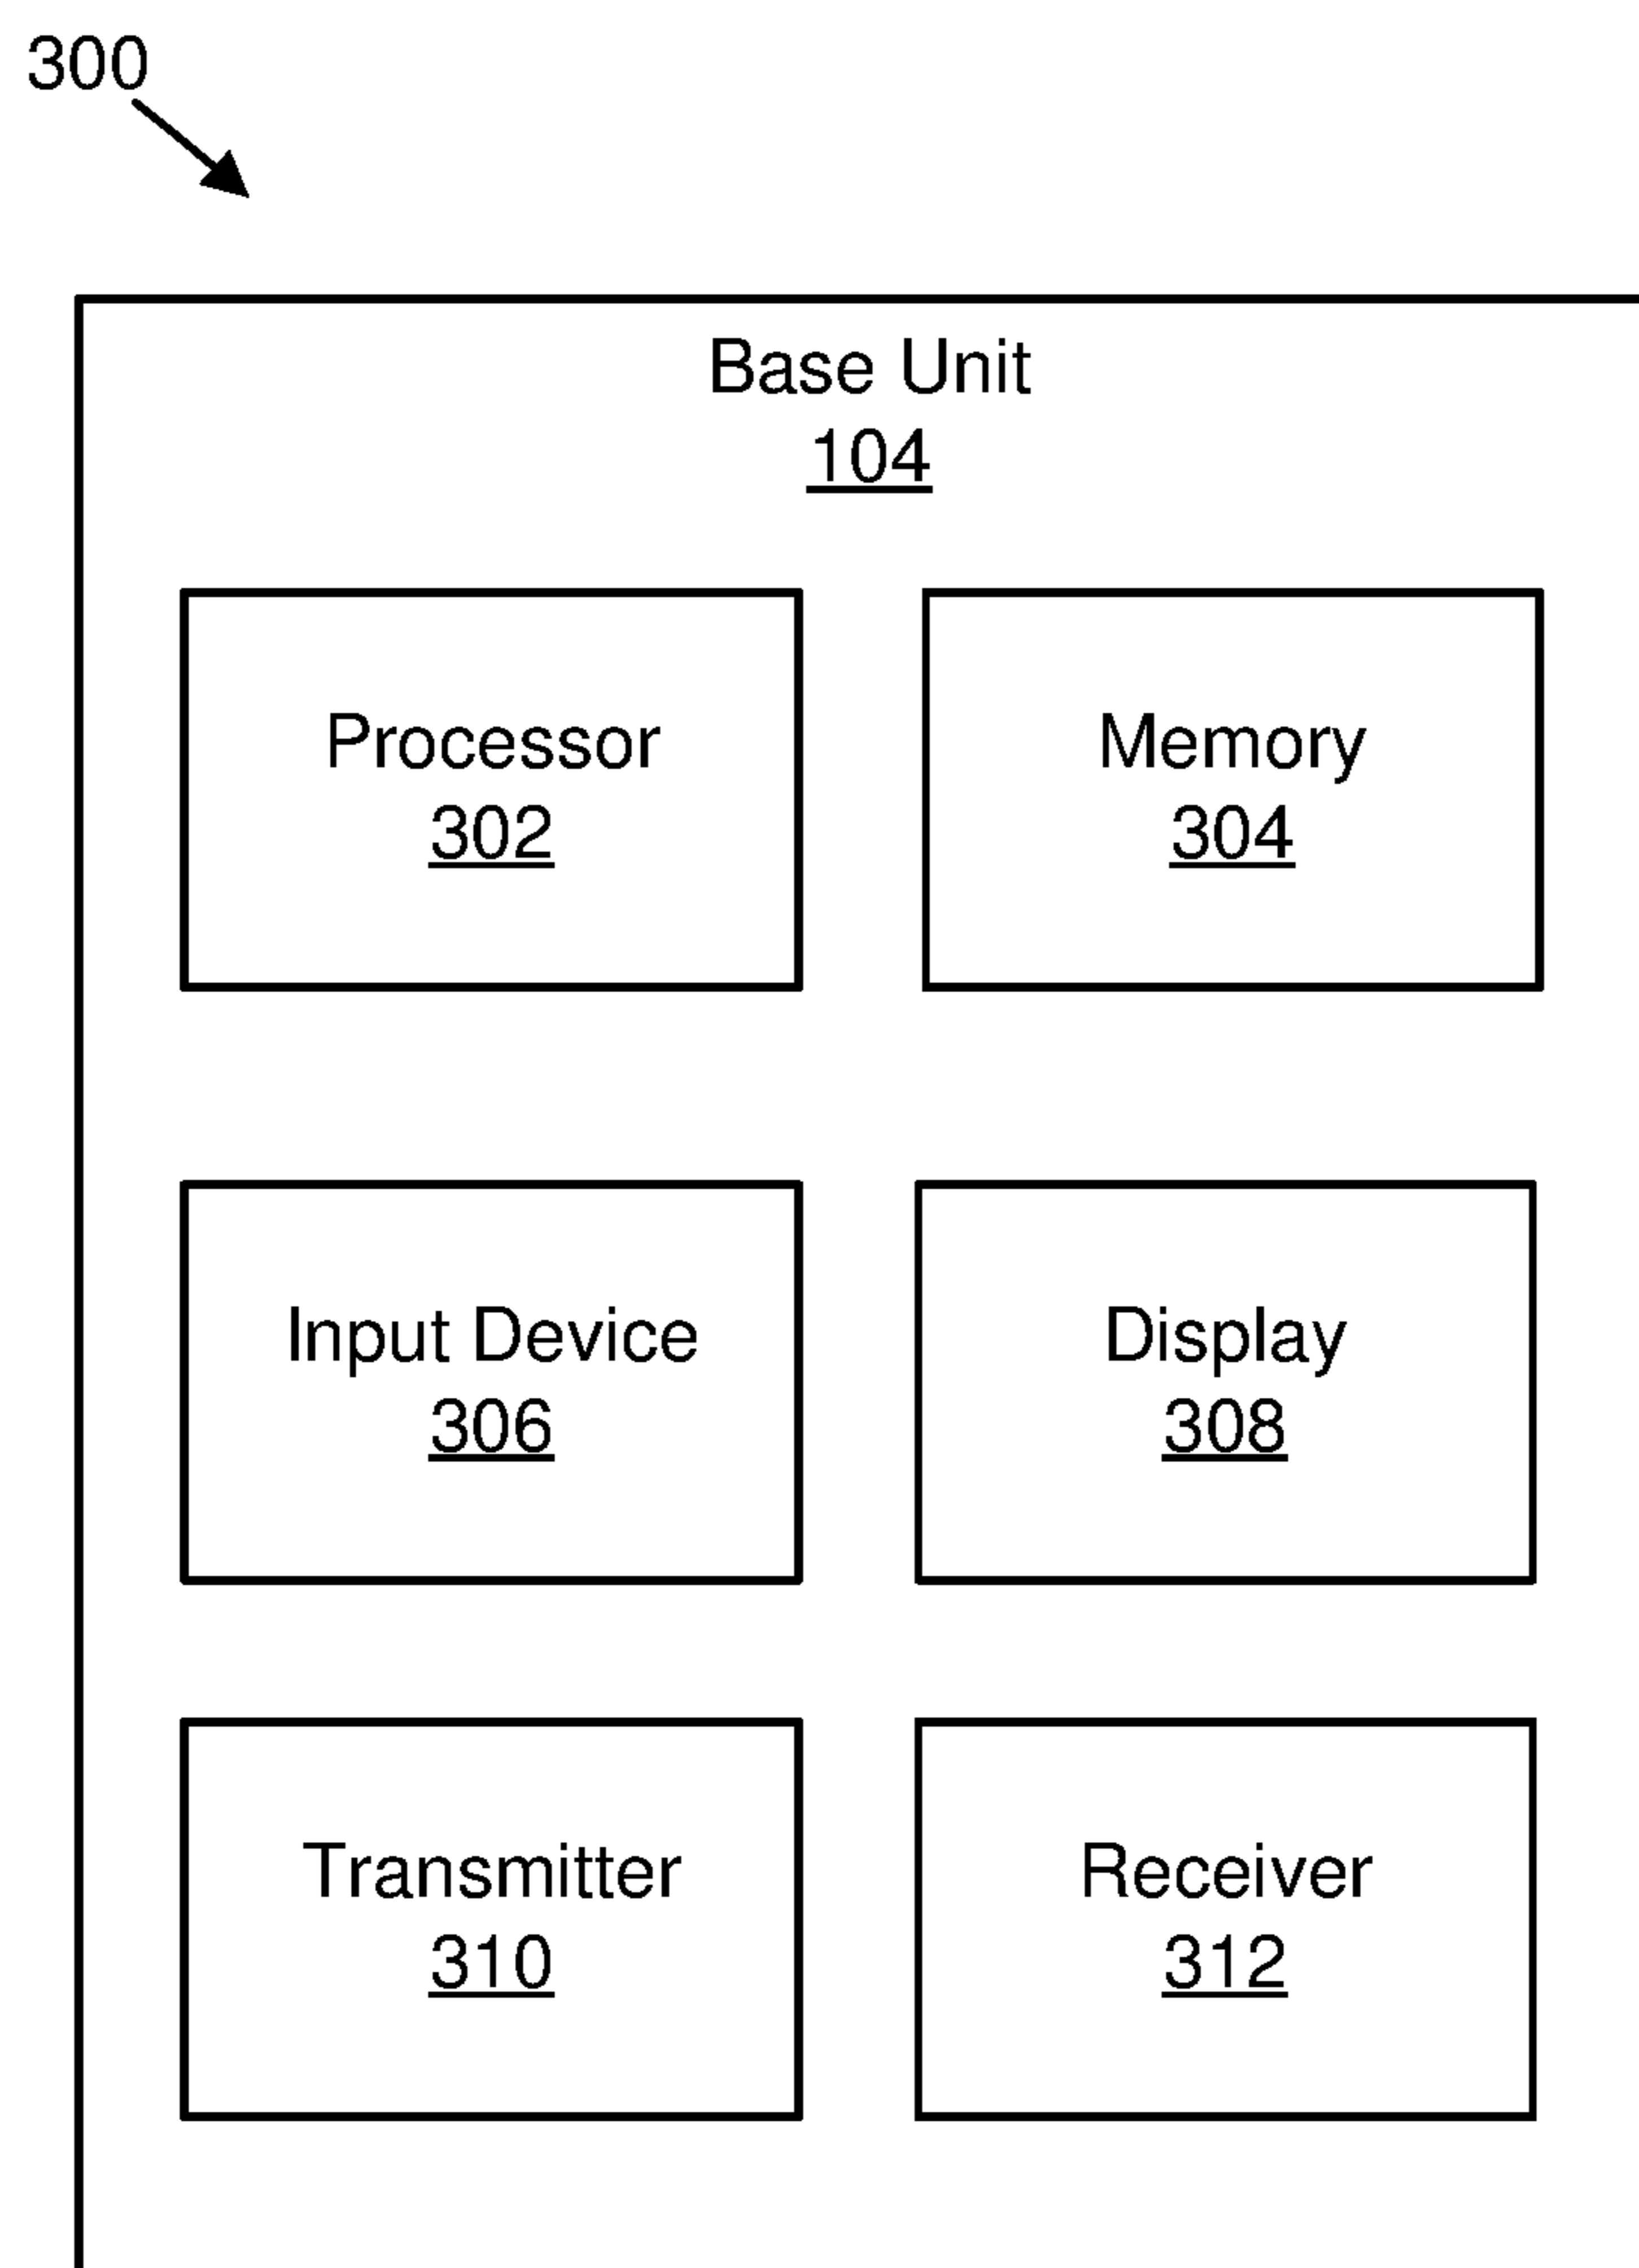 300
Base Unit
104
Processor
302
Memory
304
Input Device
306
Display
308
Transmitter
310
Receiver
312